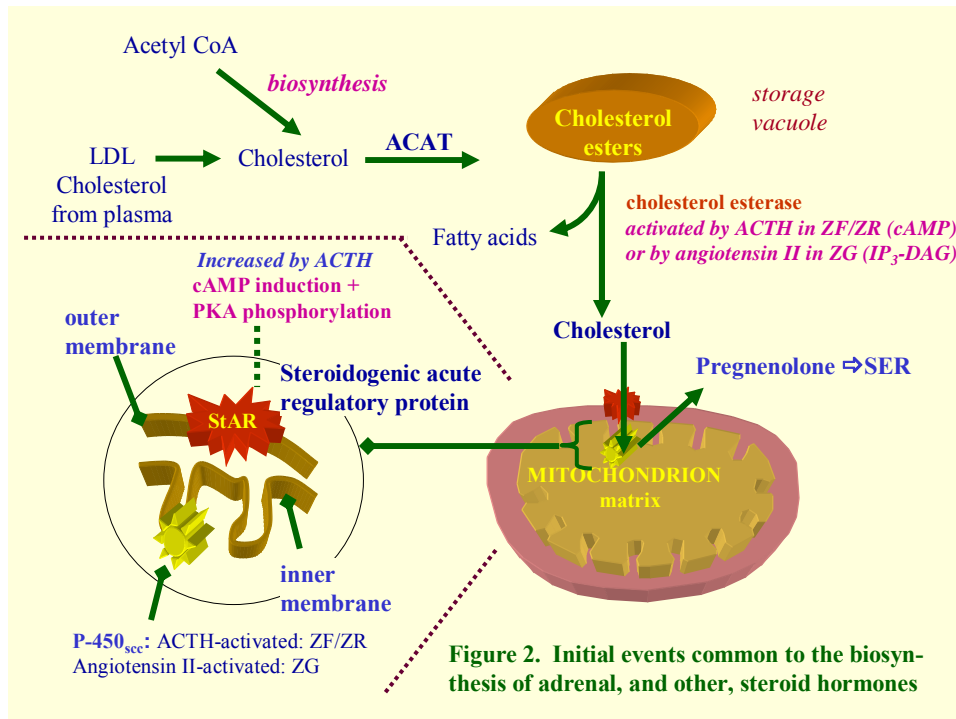 Acetyl CoA
biosynthesis
LDL
Cholesterol
from plasma
Cholesterol
ACAT
Cholesterol
esters
storage
vacuole
Fatty acids
cholesterol esterase
activated by ACTH in ZF/ZR (cAMP)
or by angiotensin II in ZG (IP₃-DAG)
Increased by ACTH
cAMP induction +
PKA phosphorylation
outer
membrane
Steroidogenic acute
regulatory protein
StAR
Cholesterol
Pregnenolone ⇨SER
MITOCHONDRION
matrix
inner
membrane
P-450scc: ACTH-activated: ZF/ZR
Angiotensin II-activated: ZG
Figure 2. Initial events common to the biosyn-
thesis of adrenal, and other, steroid hormones